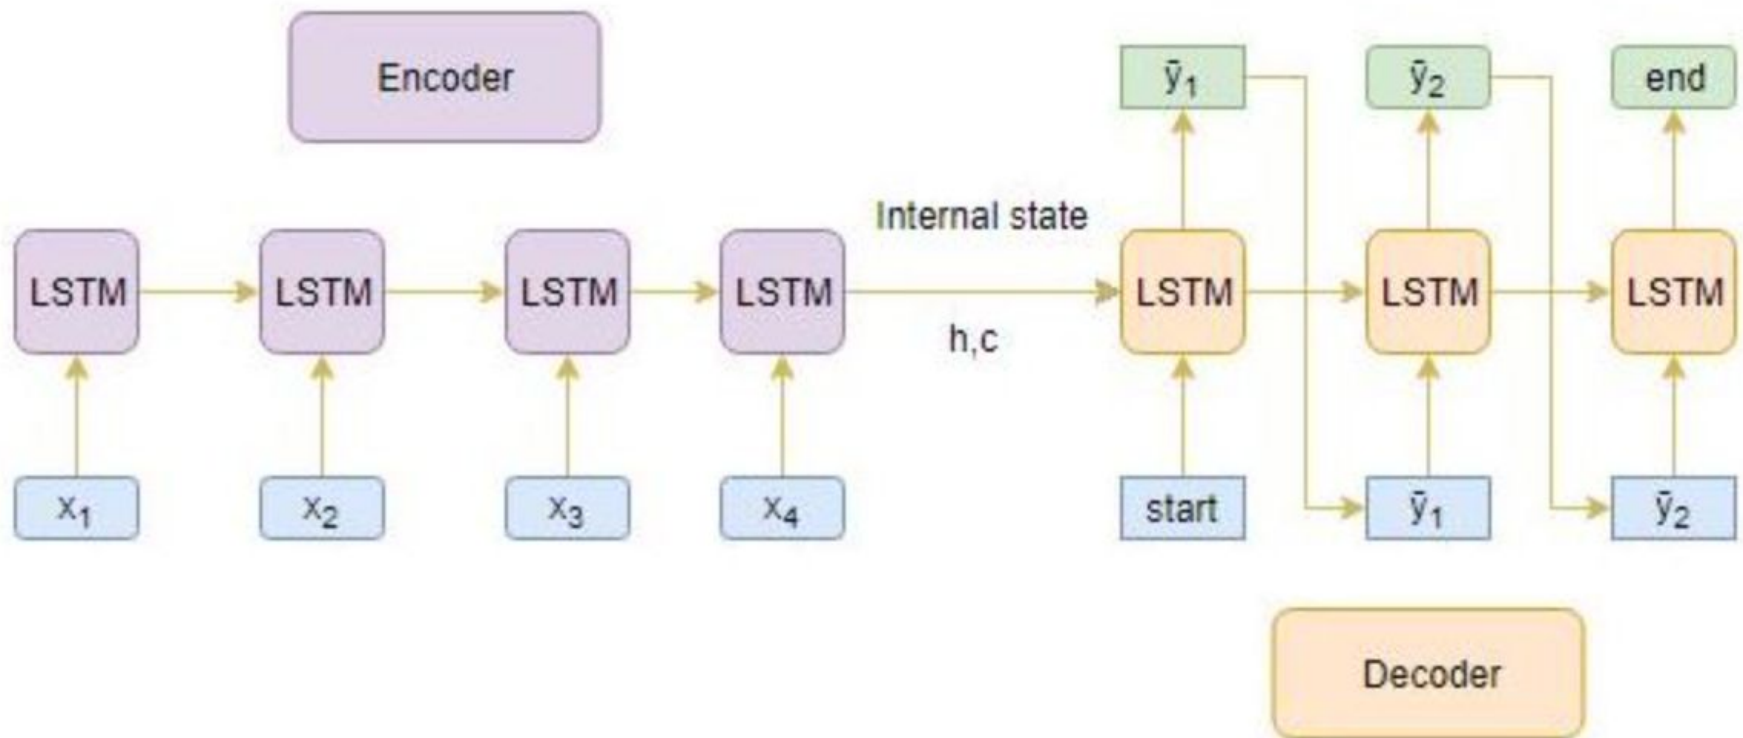 Encoder
ȳ₁ ȳ₂ end
Internal state
LSTM LSTM LSTM LSTM LSTM LSTM LSTM
h,c
x₁ x₂ x₃ x₄ start ȳ₁ ȳ₂
Decoder